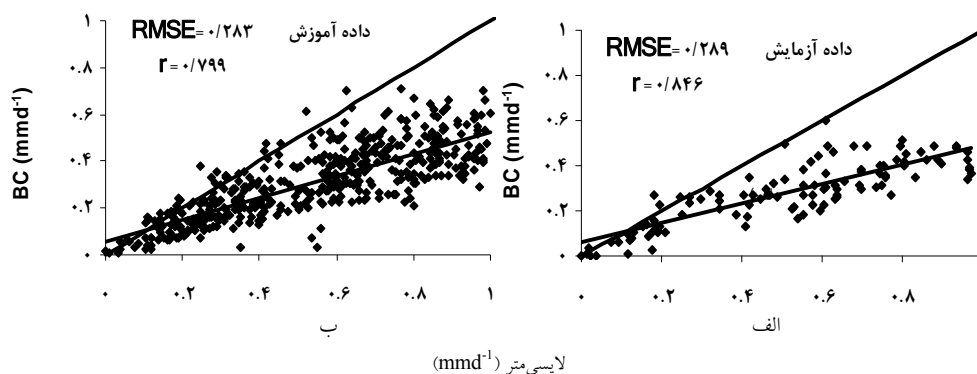 RMSE=۰/۲۸۳ داده آموزش
r=۰/۷۹۹
BC (mmd-1)
۱
۰.۸
۰.۶
۰.۴
۰.۲
۰
۰ ۰.۲ ۰.۴ ۰.۶ ۰.۸ ۱
ب
RMSE=۰/۲۸۹ داده آزمایش
r=۰/۸۴۶
BC (mmd-1)
۱
۰.۸
۰.۶
۰.۴
۰.۲
۰
۰ ۰.۲ ۰.۴ ۰.۶ ۰.۸
الف
لایسی‌متر (mmd-1)